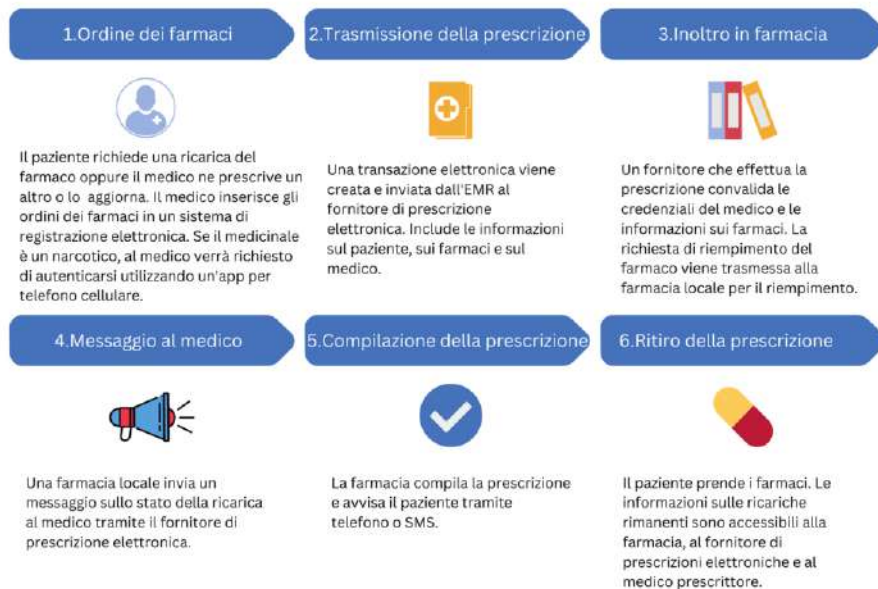 1.Ordine dei farmaci
Il paziente richiede una ricarica del
farmaco oppure il medico ne prescrive un
altro o lo  aggiorna. Il medico inserisce gli
ordini dei farmaci in un sistema di
registrazione elettronica. Se il medicinale
è un narcotico, al medico verrà richiesto
di autenticarsi utilizzando un'app per
telefono cellulare.
2.Trasmissione della prescrizione
Una transazione elettronica viene
creata e inviata dall'EMR al
fornitore di prescrizione
elettronica. Include le informazioni
sul paziente, sui farmaci e sul
medico.
3.Inoltro in farmacia
Un fornitore che effettua la
prescrizione convalida le
credenziali del medico e le
informazioni sui farmaci. La
richiesta di riempimento del
farmaco viene trasmessa alla
farmacia locale per il riempimento.
4.Messaggio al medico
Una farmacia locale invia un
messaggio sullo stato della ricarica
al medico tramite il fornitore di
prescrizione elettronica.
5.Compilazione della prescrizione
La farmacia compila la prescrizione
e avvisa il paziente tramite
telefono o SMS.
6.Ritiro della prescrizione
Il paziente prende i farmaci. Le
informazioni sulle ricariche
rimanenti sono accessibili alla
farmacia, al fornitore di
prescrizioni elettroniche e al
medico prescrittore.